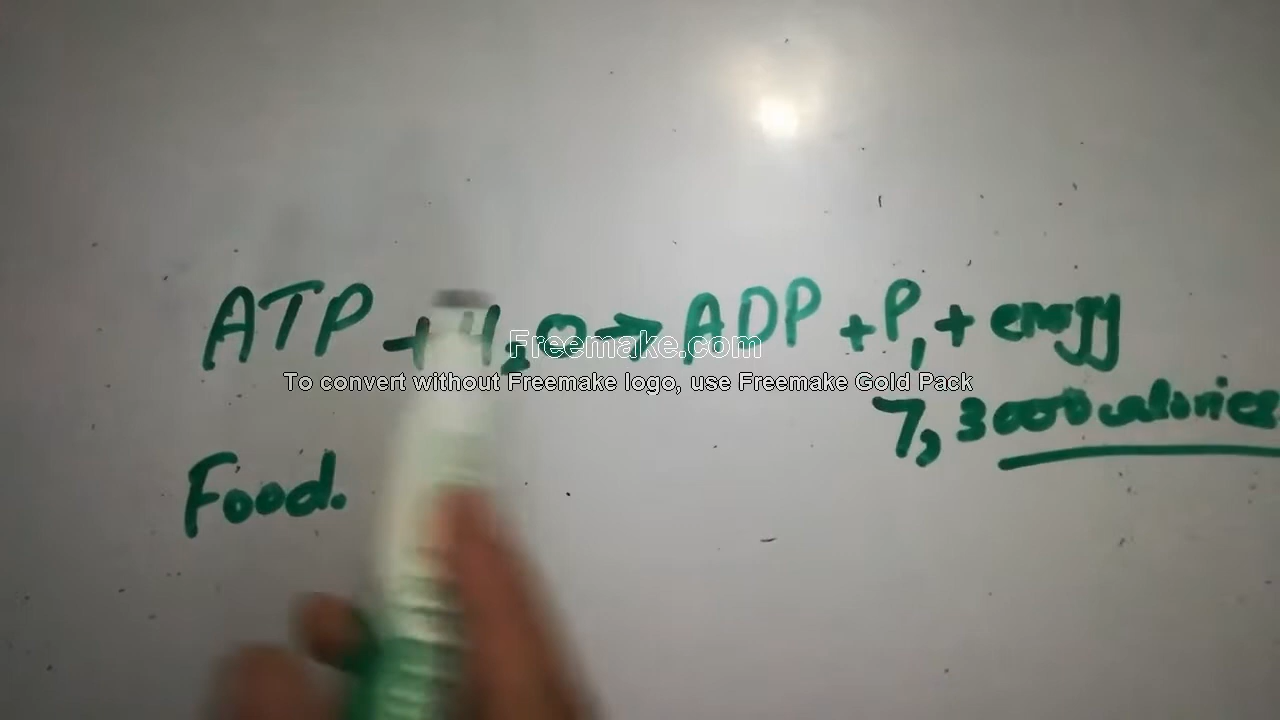 ATP + H₂O → ADP + Pi + energy
Freemake.com
To convert without Freemake logo, use Freemake Gold Pack
7,3000 calories
Food.